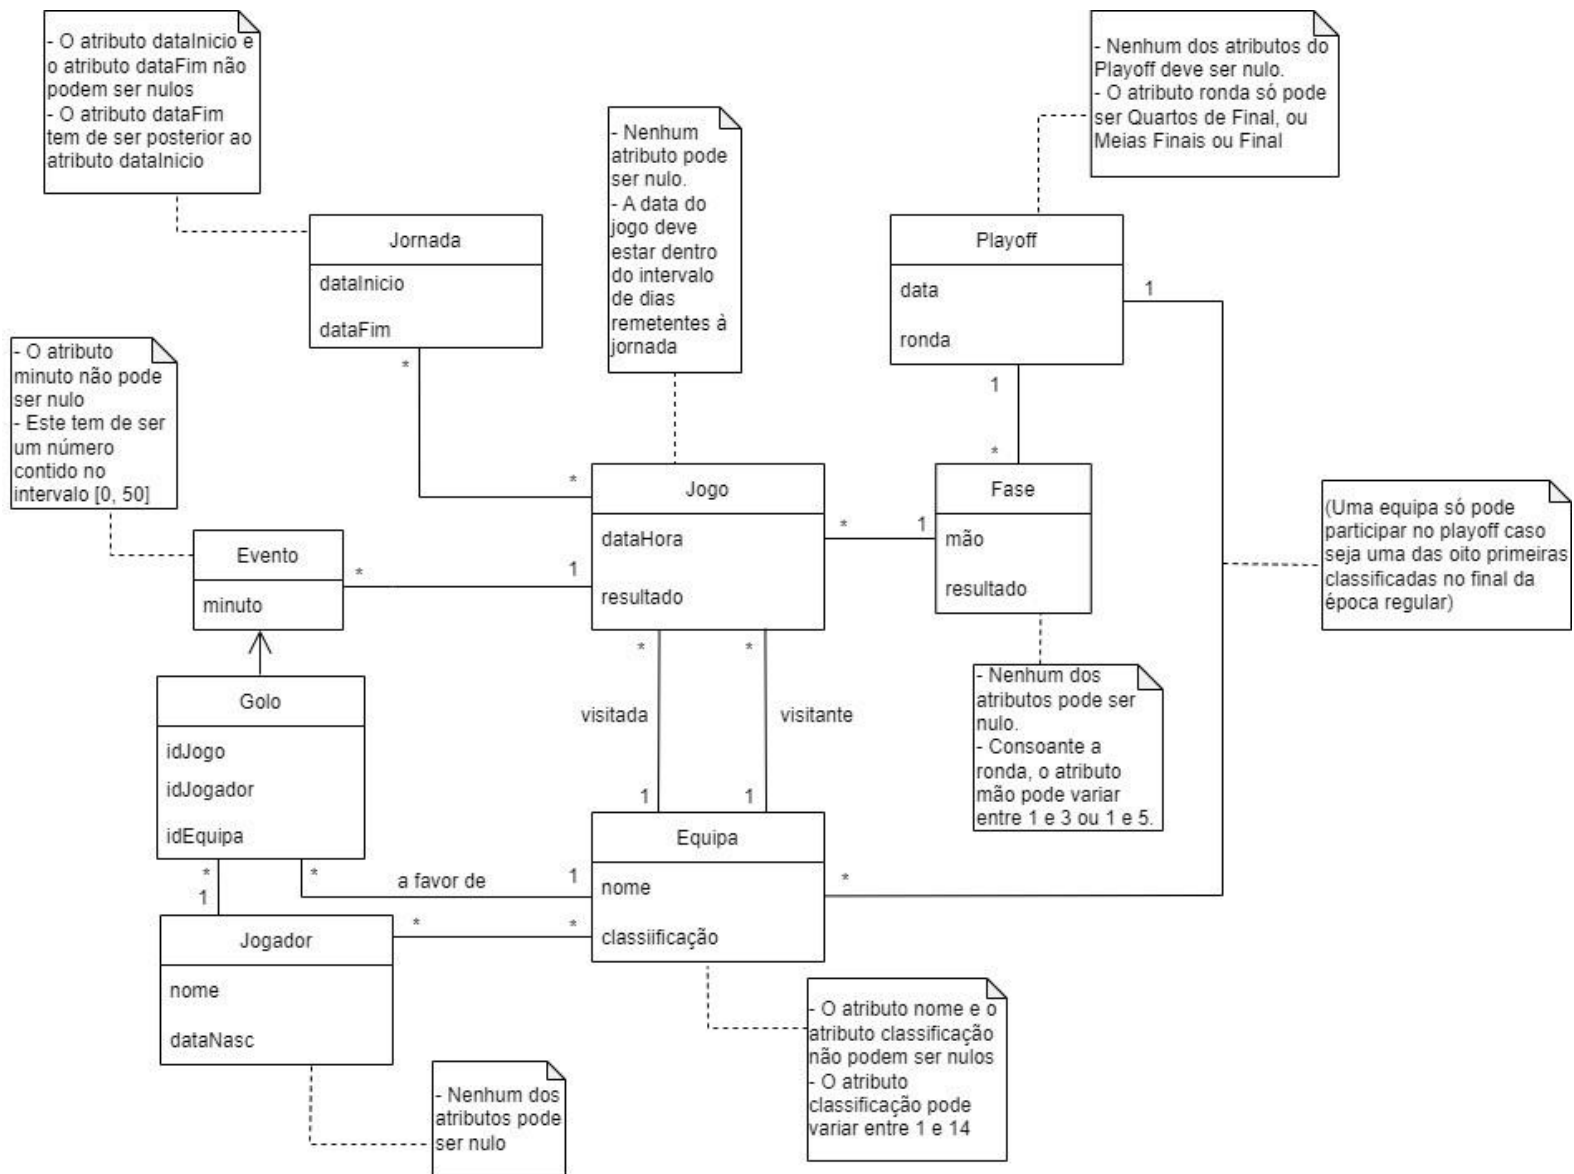 - O atributo dataInicio e
o atributo dataFim não
podem ser nulos
- O atributo dataFim
tem de ser posterior ao
atributo dataInicio
- Nenhum dos atributos do
Playoff deve ser nulo.
- O atributo ronda só pode
ser Quartos de Final, ou
Meias Finais ou Final
- Nenhum
atributo pode
ser nulo.
- A data do
jogo deve
estar dentro
do intervalo
de dias
remetentes à
jornada
Jornada
dataInicio
dataFim
*
Playoff
data
ronda
1
1
- O atributo
minuto não pode
ser nulo
- Este tem de ser
um número
contido no
intervalo [0, 50]
*
*
Jogo
dataHora
resultado
*
1
Fase
mão
resultado
(Uma equipa só pode
participar no playoff caso
seja uma das oito primeiras
classificadas no final da
época regular)
Evento
minuto
*
1
*
*
visitada
visitante
1
1
- Nenhum dos
atributos pode ser
nulo.
- Consoante a
ronda, o atributo
mão pode variar
entre 1 e 3 ou 1 e 5.
Golo
idJogo
idJogador
idEquipa
*
*
1
a favor de
1
Equipa
nome
classiificação
*
*
*
Jogador
nome
dataNasc
- O atributo nome e o
atributo classificação
não podem ser nulos
- O atributo
classificação pode
variar entre 1 e 14
- Nenhum dos
atributos pode
ser nulo